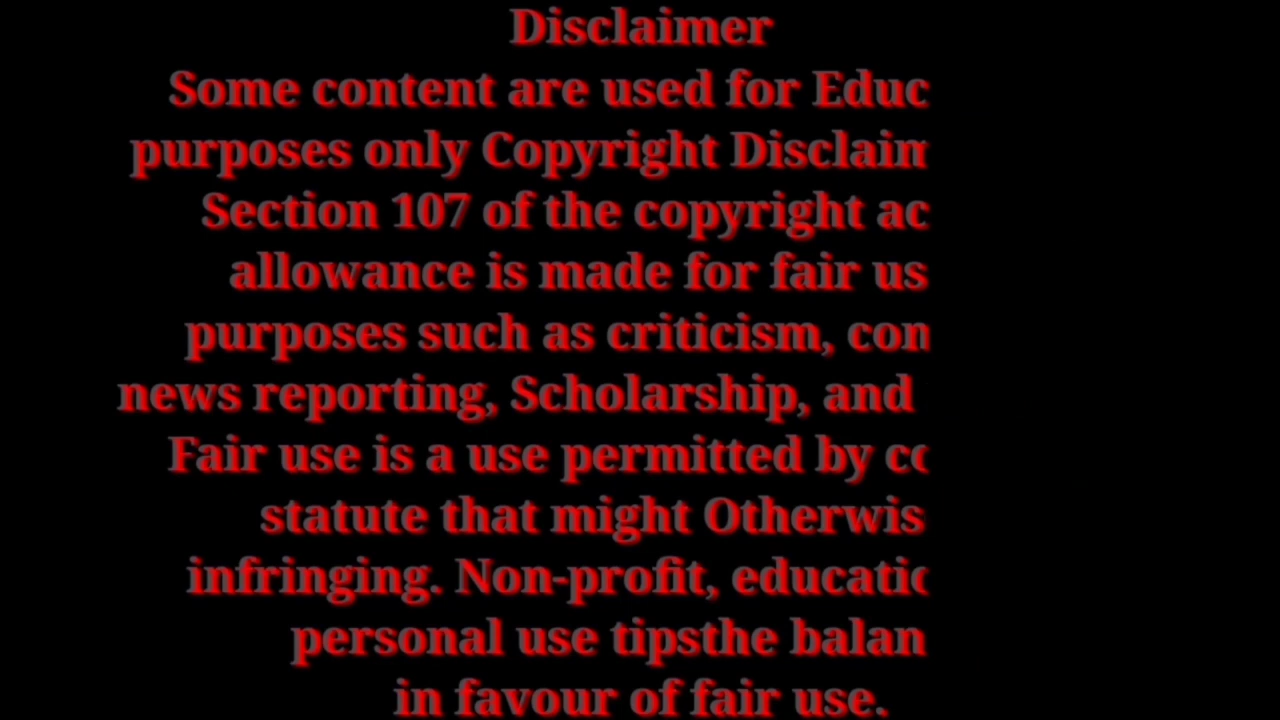 Disclaimer
Some content are used for Educ
purposes only Copyright Disclaim
Section 107 of the copyright ac
allowance is made for fair us
purposes such as criticism, com
news reporting, Scholarship, and
Fair use is a use permitted by co
statute that might Otherwis
infringing. Non-profit, educatio
personal use tipsthe balan
in favour of fair use.